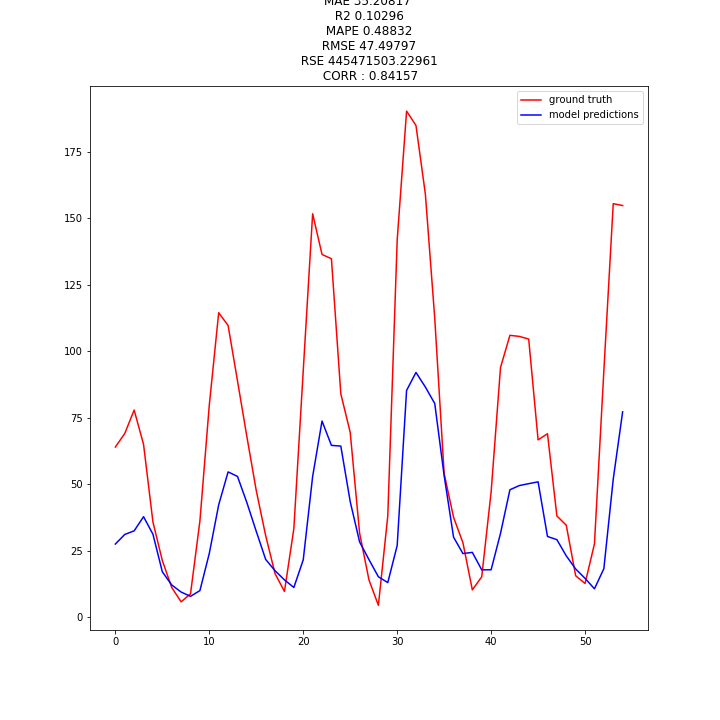 MAE 35.20817
R2 0.10296
MAPE 0.48832
RMSE 47.49797
RSE 445471503.22961
CORR : 0.84157
ground truth
model predictions
175
150
125
100
75
50
25
0
0 10 20 30 40 50